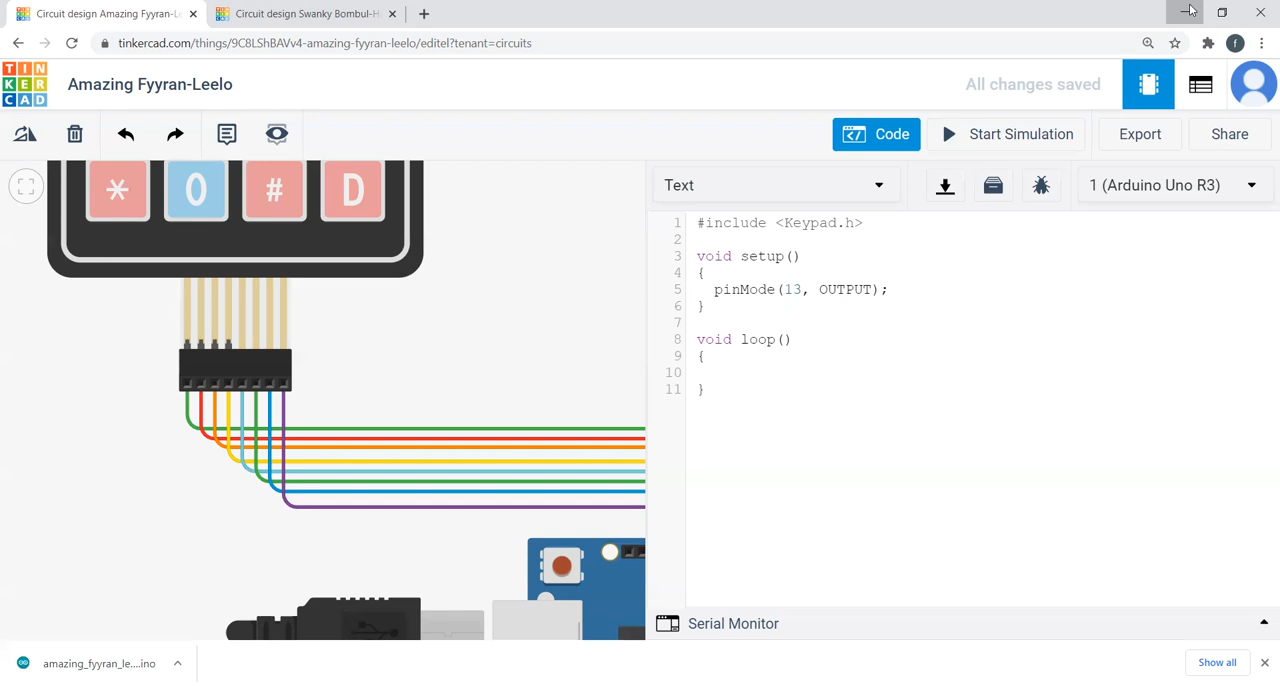 Circuit design Amazing Fyyran-Le
Circuit design Swanky Bombul-H
tinkercad.com/things/9C8LShBAVv4-amazing-fyyran-leelo/editel?tenant=circuits
f
TIN
KER
CAD
Amazing Fyyran-Leelo
All changes saved
Code
Start Simulation
Export
Share
* 0 # D
Text
1 (Arduino Uno R3)
1 #include <Keypad.h>
2
3 void setup()
4 {
5 pinMode(13, OUTPUT);
6 }
7
8 void loop()
9 {
10
11 }
Serial Monitor
amazing_fyyran_le....ino
Show all